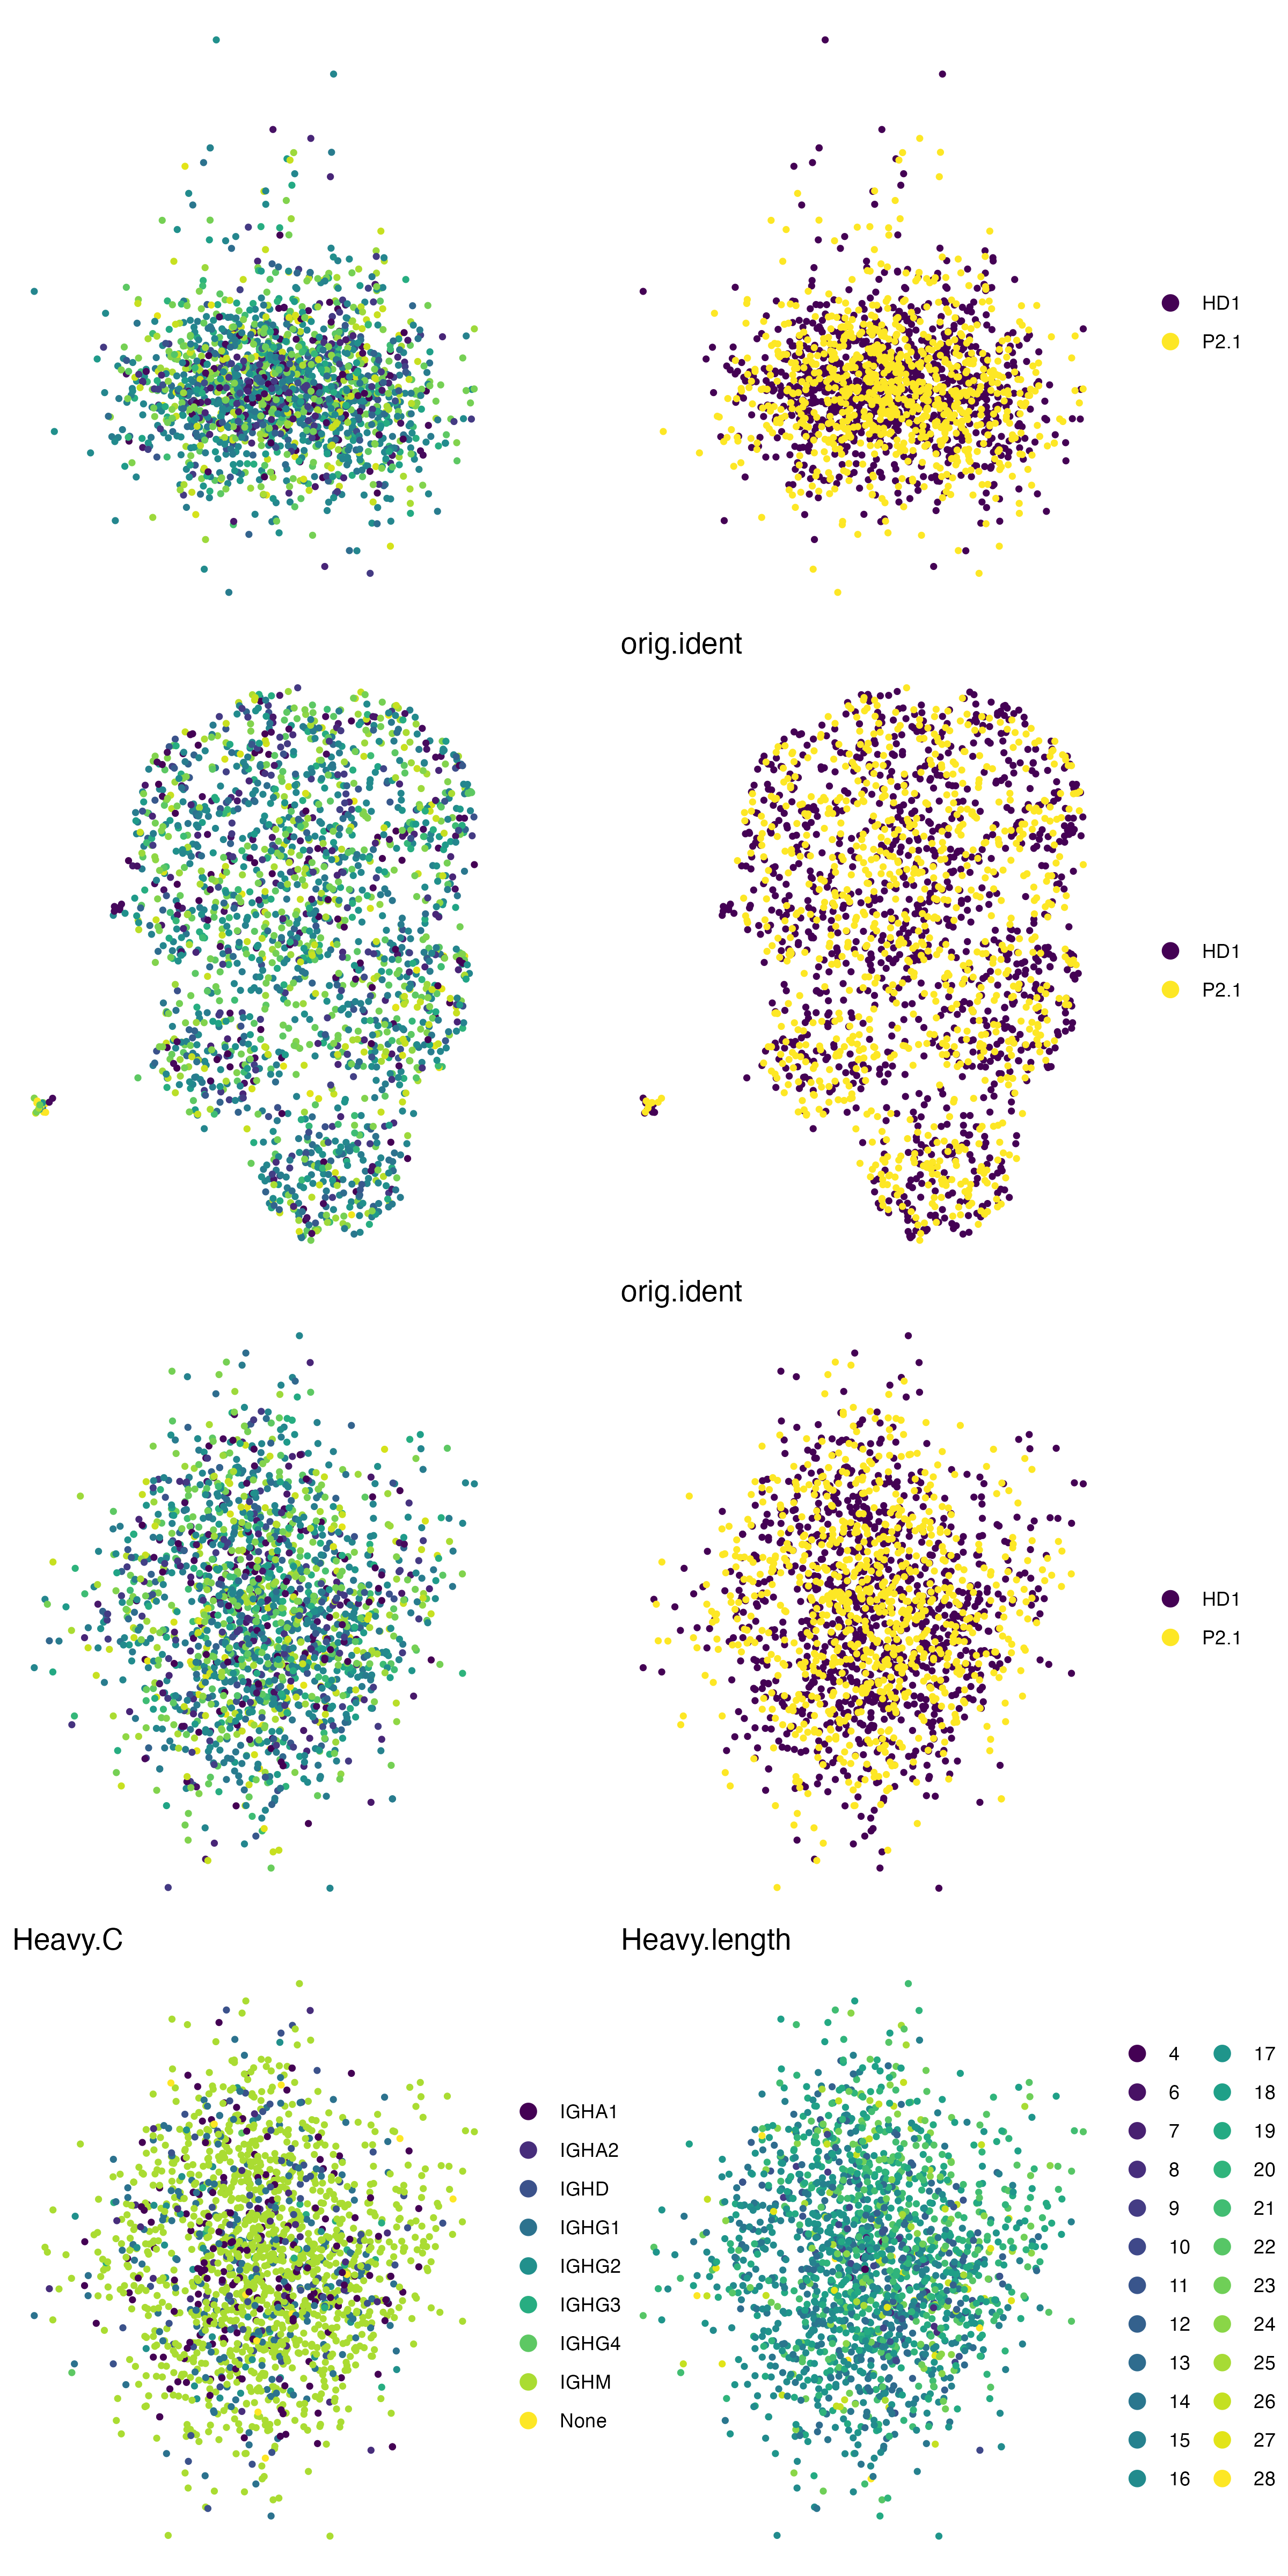 HD1
P2.1
orig.ident
HD1
P2.1
orig.ident
HD1
P2.1
Heavy.C
IGHA1
IGHA2
IGHD
IGHG1
IGHG2
IGHG3
IGHG4
IGHM
None
Heavy.length
4 17
6 18
7 19
8 20
9 21
10 22
11 23
12 24
13 25
14 26
15 27
16 28